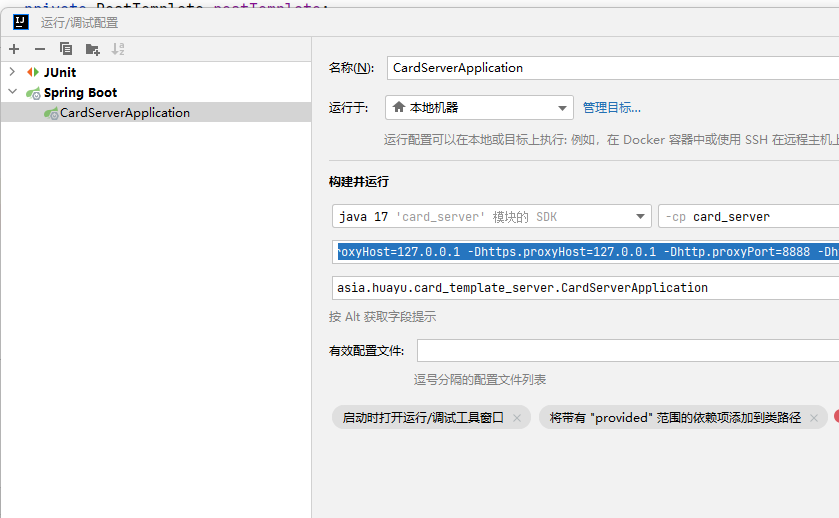 private RestTemplate restTemplate;
运行/调试配置
JUnit
Spring Boot
CardServerApplication
名称(N):
CardServerApplication
运行于:
本地机器
管理目标...
运行配置可以在本地或目标上执行: 例如，在 Docker 容器中或使用 SSH 在远程主机上
构建并运行
java 17 'card_server' 模块的 SDK
-cp card_server
roxyHost=127.0.0.1 -Dhttps.proxyHost=127.0.0.1 -Dhttp.proxyPort=8888 -Dh
asia.huayu.card_template_server.CardServerApplication
按 Alt 获取字段提示
有效配置文件:
逗号分隔的配置文件列表
启动时打开运行/调试工具窗口
将带有 "provided" 范围的依赖项添加到类路径